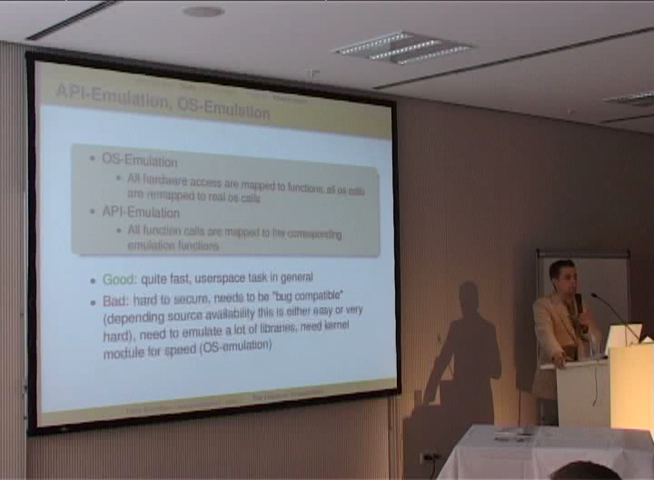 API-Emulation, OS-Emulation
• OS-Emulation
• All hardware access are mapped to functions, all os calls
are remapped to real os calls
• API-Emulation
• All function calls are mapped to the corresponding
emulation functions
• Good: quite fast, userspace task in general
• Bad: hard to secure, needs to be "bug compatible"
(depending source availability this is either easy or very
hard), need to emulate a lot of libraries, need kernel
module for speed (OS-emulation)